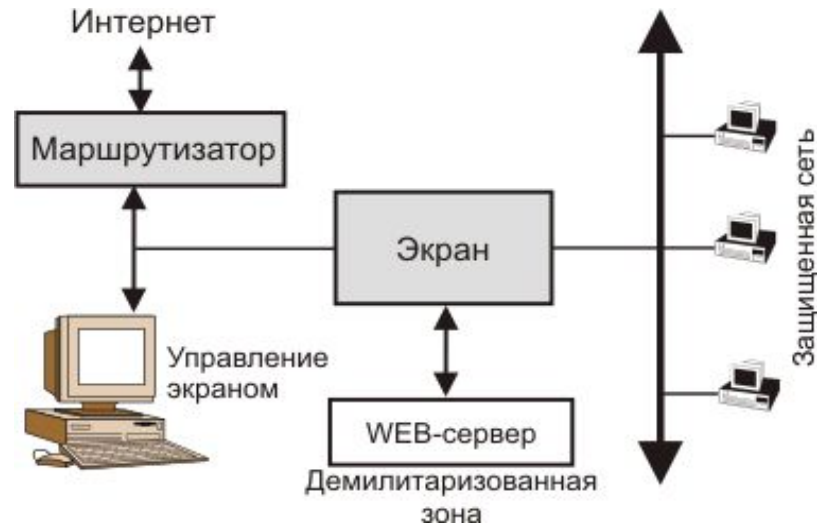 Интернет
Маршрутизатор
Экран
Управление
экраном
WEB-сервер
Демилитаризованная
зона
Защищенная сеть